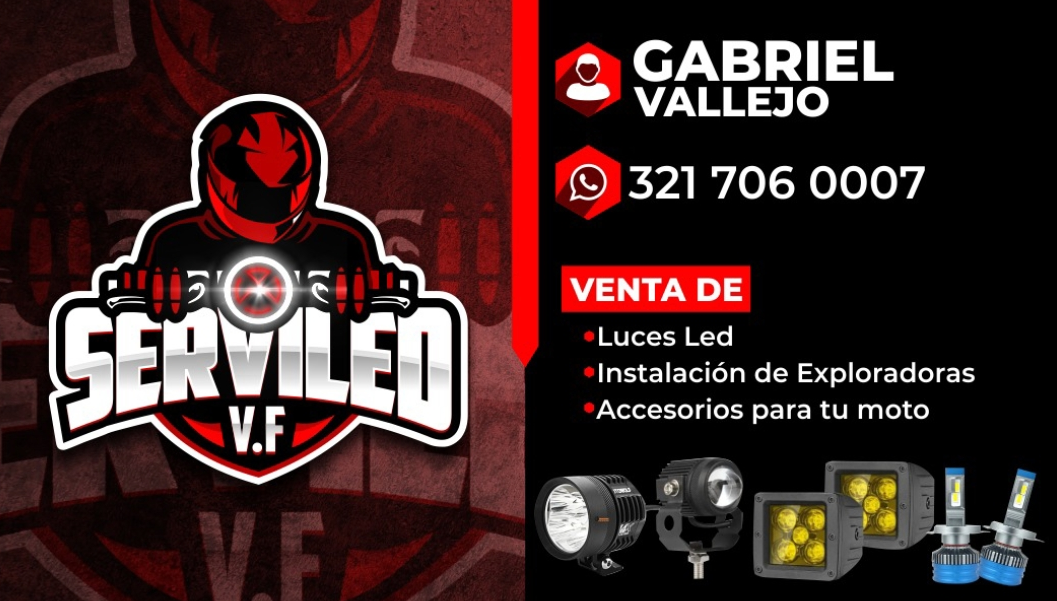 SERVILED
V.F
GABRIEL
VALLEJO
321 706 0007
VENTA DE
Luces Led
Instalación de Exploradoras
Accesorios para tu moto